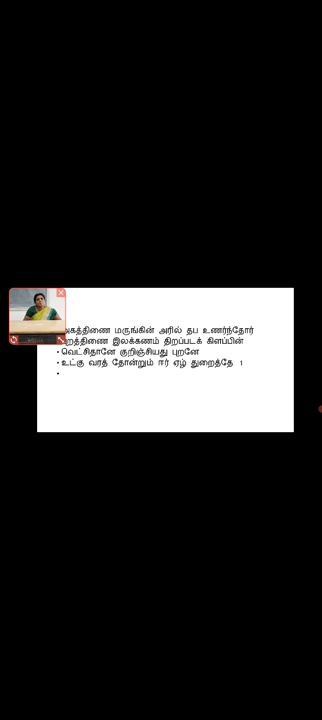 அகத்திணை மருங்கின் அரில் தப உணர்ந்தோர்
புறத்திணை இலக்கணம் திறப்படக் கிளப்பின்
• வெட்சிதானே குறிஞ்சியது புறனே
• உட்கு வரத் தோன்றும் ஈர் ஏழ் துறைத்தே 1
•